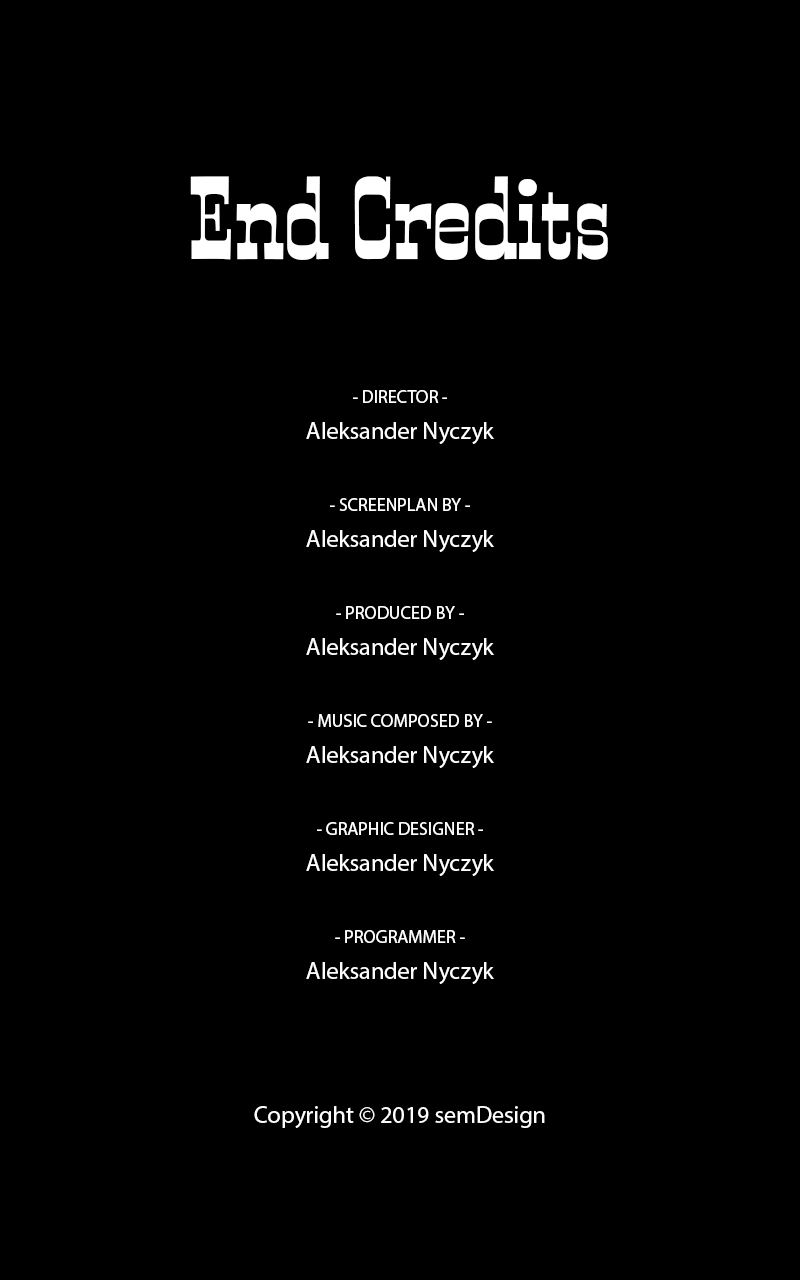 End Credits
- DIRECTOR -
Aleksander Nyczyk
- SCREENPLAN BY -
Aleksander Nyczyk
- PRODUCED BY -
Aleksander Nyczyk
- MUSIC COMPOSED BY -
Aleksander Nyczyk
- GRAPHIC DESIGNER -
Aleksander Nyczyk
- PROGRAMMER -
Aleksander Nyczyk
Copyright © 2019 semDesign